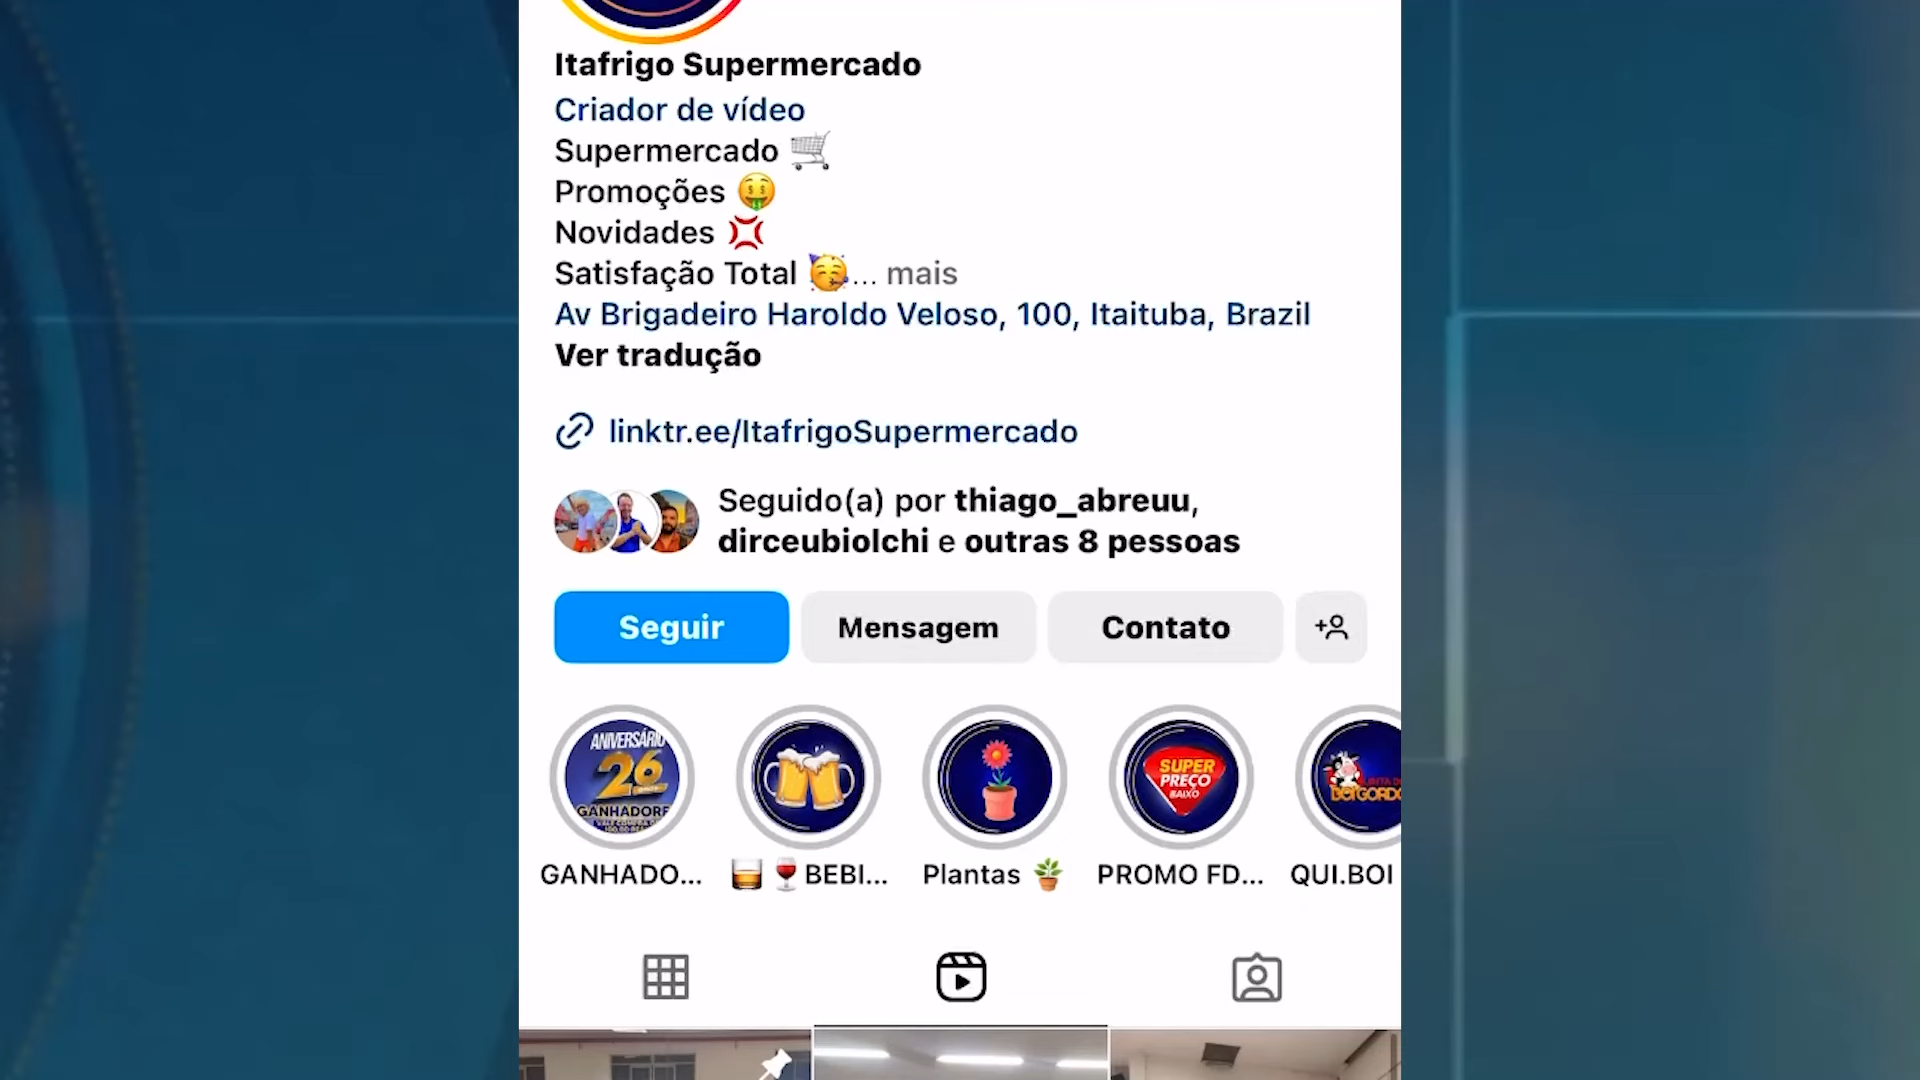 Itafrigo Supermercado
Criador de vídeo
Supermercado 🛒
Promoções 🤑
Novidades 💢
Satisfação Total 🥳... mais
Av Brigadeiro Haroldo Veloso, 100, Itaituba, Brazil
Ver tradução
linktr.ee/ItafrigoSupermercado
Seguido(a) por thiago_abreuu,
dirceubiolchi e outras 8 pessoas
Seguir
Mensagem
Contato
ANIVERSÁRIO
26
GANHADORE
SUPER
PREÇO
BAIXO
BOIGORDO
GANHADO...
🥃🍷BEBI...
Plantas 🪴
PROMO FD...
QUI.BOI